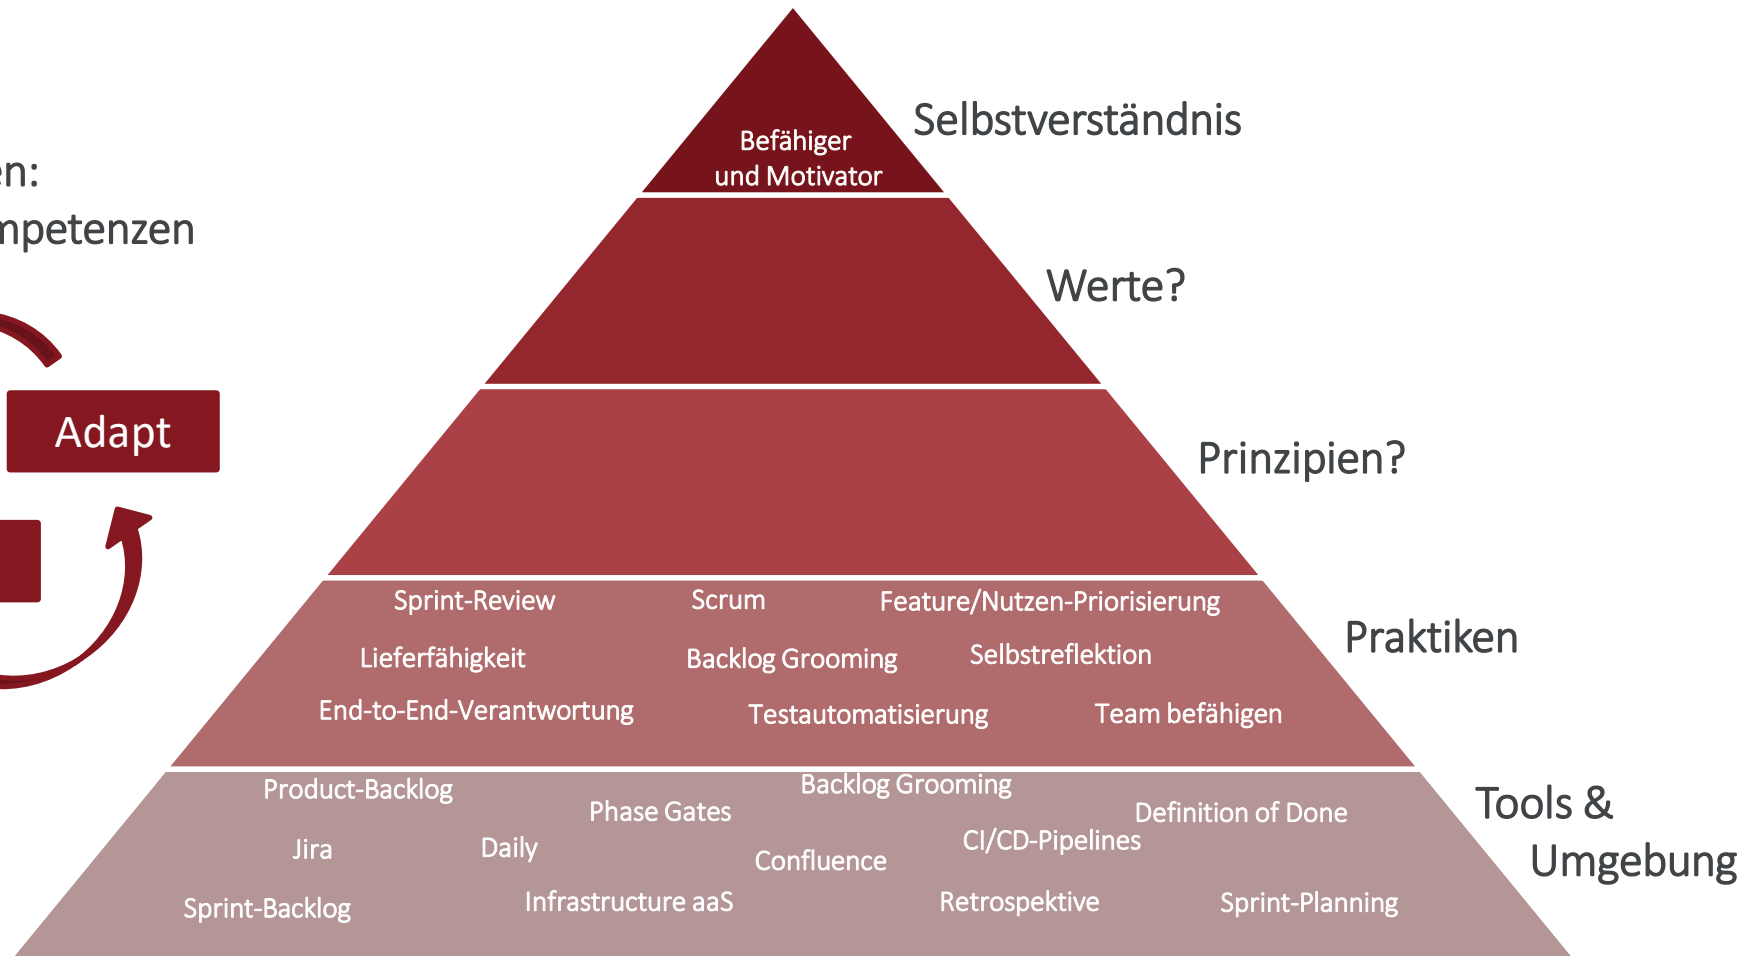 Selbstverständnis
Befähiger
und Motivator
en:
mpetenzen
Werte?
Adapt
Prinzipien?
Sprint-Review
Scrum
Feature/Nutzen-Priorisierung
Praktiken
Lieferfähigkeit
Backlog Grooming
Selbstreflektion
End-to-End-Verantwortung
Testautomatisierung
Team befähigen
Product-Backlog
Backlog Grooming
Phase Gates
Definition of Done
Tools &
Umgebung
Jira
Daily
Confluence
CI/CD-Pipelines
Sprint-Backlog
Infrastructure aaS
Retrospektive
Sprint-Planning